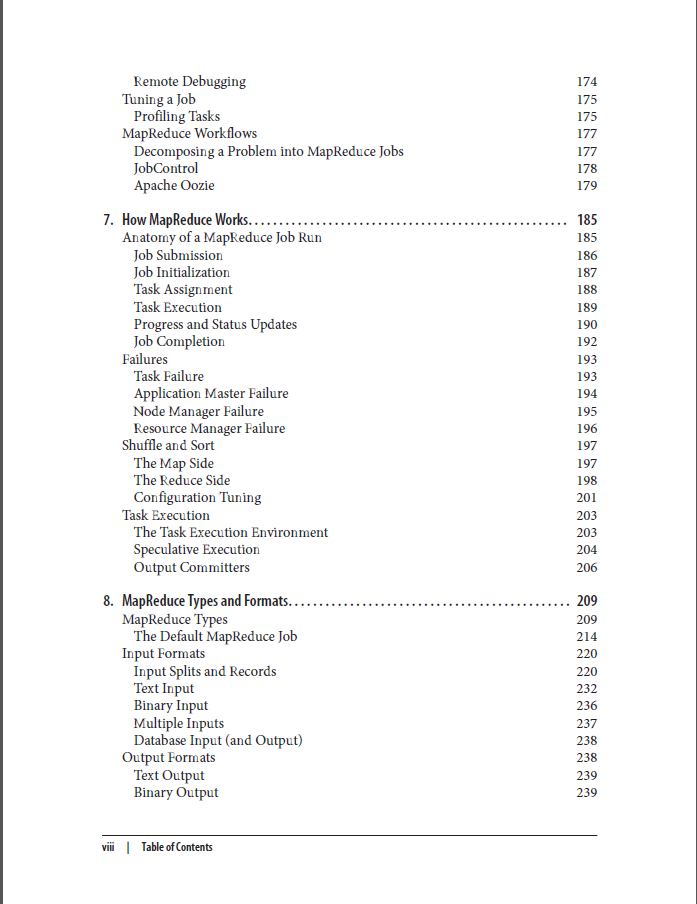 Remote Debugging 174
Tuning a Job 175
Profiling Tasks 175
MapReduce Workflows 177
Decomposing a Problem into MapReduce Jobs 177
JobControl 178
Apache Oozie 179
7. How MapReduce Works. . . . . . . . . . . . . . . . . . . . . . . . . . . . . . . . . . . . . . . . . . . . . . . . . . . . 185
Anatomy of a MapReduce Job Run 185
Job Submission 186
Job Initialization 187
Task Assignment 188
Task Execution 189
Progress and Status Updates 190
Job Completion 192
Failures 193
Task Failure 193
Application Master Failure 194
Node Manager Failure 195
Resource Manager Failure 196
Shuffle and Sort 197
The Map Side 197
The Reduce Side 198
Configuration Tuning 201
Task Execution 203
The Task Execution Environment 203
Speculative Execution 204
Output Committers 206
8. MapReduce Types and Formats. . . . . . . . . . . . . . . . . . . . . . . . . . . . . . . . . . . . . . . . . . . . . . 209
MapReduce Types 209
The Default MapReduce Job 214
Input Formats 220
Input Splits and Records 220
Text Input 232
Binary Input 236
Multiple Inputs 237
Database Input (and Output) 238
Output Formats 238
Text Output 239
Binary Output 239
viii | Table of Contents